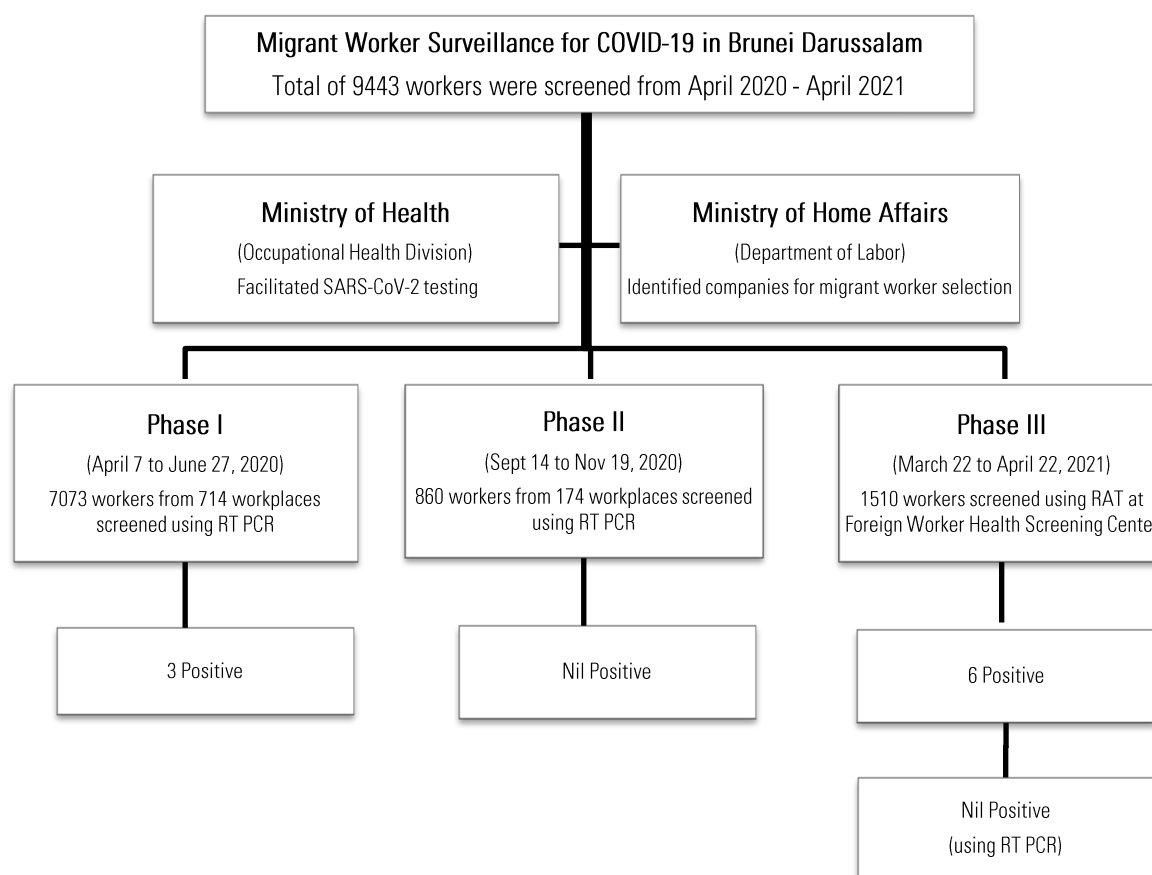 Migrant Worker Surveillance for COVID-19 in Brunei Darussalam
Total of 9443 workers were screened from April 2020 - April 2021
Ministry of Health
(Occupational Health Division)
Facilitated SARS-CoV-2 testing
Ministry of Home Affairs
(Department of Labor)
Identified companies for migrant worker selection
Phase I
(April 7 to June 27, 2020)
7073 workers from 714 workplaces
screened using RT PCR
Phase II
(Sept 14 to Nov 19, 2020)
860 workers from 174 workplaces screened
using RT PCR
Phase III
(March 22 to April 22, 2021)
1510 workers screened using RAT at
Foreign Worker Health Screening Cente
3 Positive
Nil Positive
6 Positive
Nil Positive
(using RT PCR)